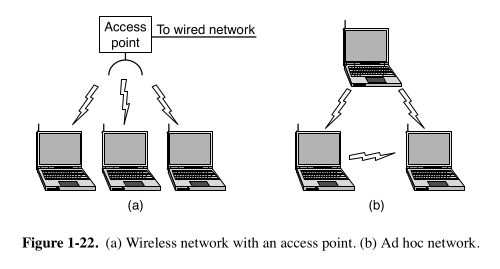 Access
point
To wired network
(a)
(b)
Figure 1-22. (a) Wireless network with an access point. (b) Ad hoc network.